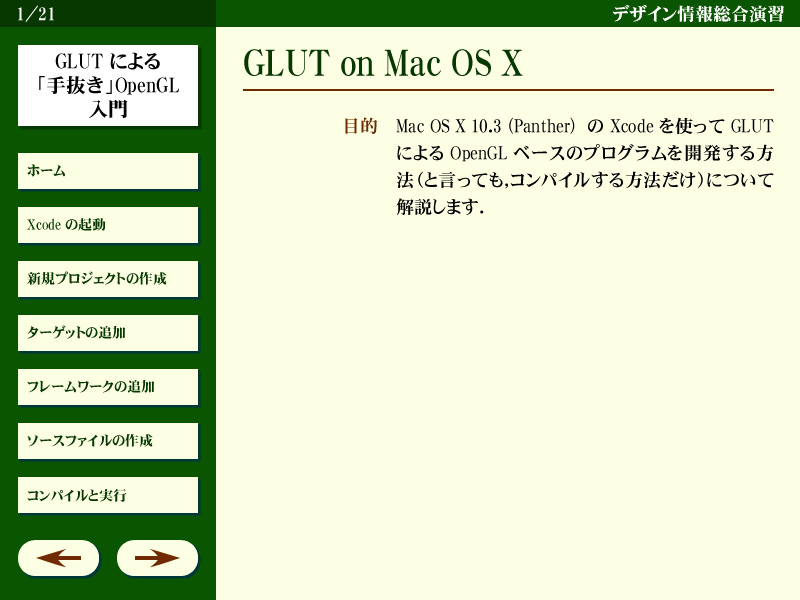 1/21
デザイン情報総合演習
GLUT による
「手抜き」OpenGL
入門
ホーム
Xcode の起動
新規プロジェクトの作成
ターゲットの追加
フレームワークの追加
ソースファイルの作成
コンパイルと実行
GLUT on Mac OS X
目的
Mac OS X 10.3 (Panther) の Xcode を使って GLUT
による OpenGL ベースのプログラムを開発する方
法(と言っても,コンパイルする方法だけ)について
解説します.